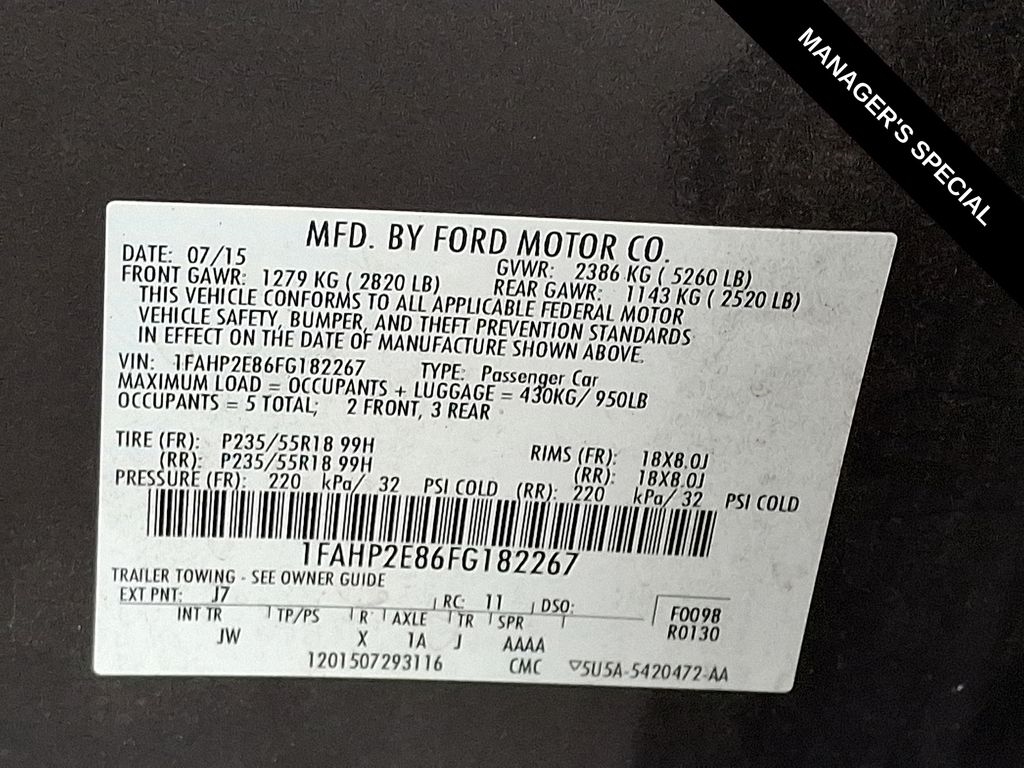 MANAGER'S SPECIAL
MFD. BY FORD MOTOR CO.
DATE: 07/15 GVWR: 2386 KG ( 5260 LB)
FRONT GAWR: 1279 KG ( 2820 LB) REAR GAWR: 1143 KG ( 2520 LB)
THIS VEHICLE CONFORMS TO ALL APPLICABLE FEDERAL MOTOR
VEHICLE SAFETY, BUMPER, AND THEFT PREVENTION STANDARDS
IN EFFECT ON THE DATE OF MANUFACTURE SHOWN ABOVE.
VIN: 1FAHP2E86FG182267 TYPE: Passenger Car
MAXIMUM LOAD = OCCUPANTS + LUGGAGE = 430KG/ 950LB
OCCUPANTS = 5 TOTAL; 2 FRONT, 3 REAR
TIRE (FR): P235/55R18 99H RIMS (FR): 18X8.0J
(RR): P235/55R18 99H (RR): 18X8.0J
PRESSURE (FR): 220 kPa/ 32 PSI COLD (RR): 220 kPa/ 32 PSI COLD
1FAHP2E86FG182267
TRAILER TOWING - SEE OWNER GUIDE
EXT PNT: J7 RC: 11 DSO: F0098
INT TR TP/PS R AXLE TR SPR R0130
JW X 1A J AAAA
1201507293116 CMC ▽5U5A-5420472-AA